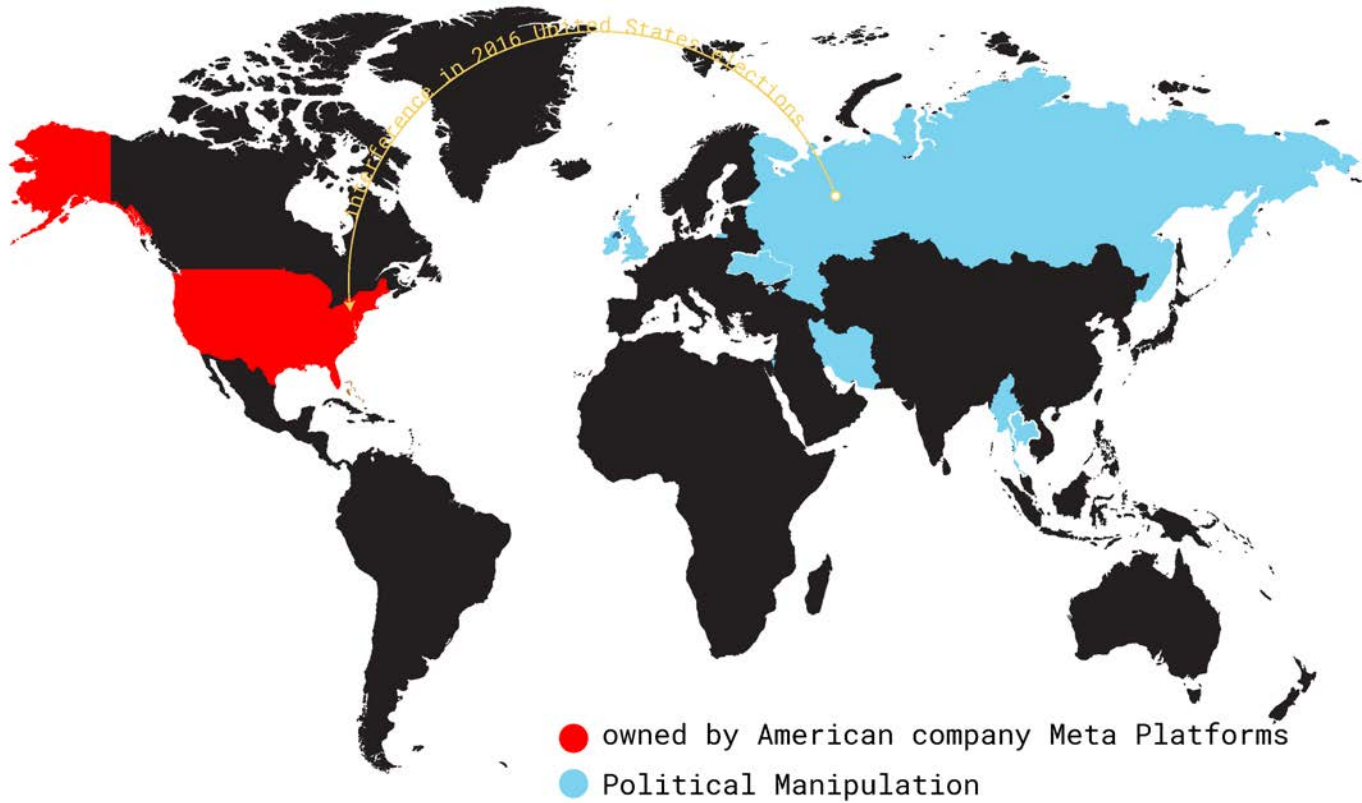 Interference in 2016 United States elections
owned by American company Meta Platforms
Political Manipulation